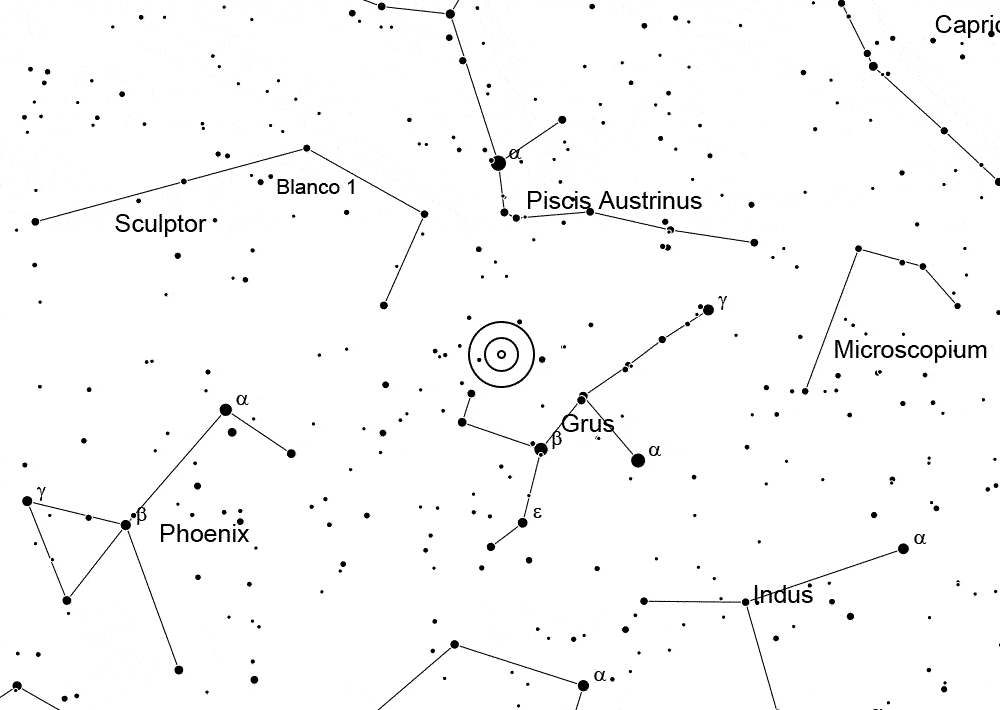 Capric
α
Blanco 1
Piscis Austrinus
Sculptor
γ
Microscopium
α
Grus
β
α
γ
β
ε
Phoenix
α
Indus
α